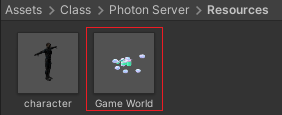 Assets > Class > Photon Server > Resources
character
Game World